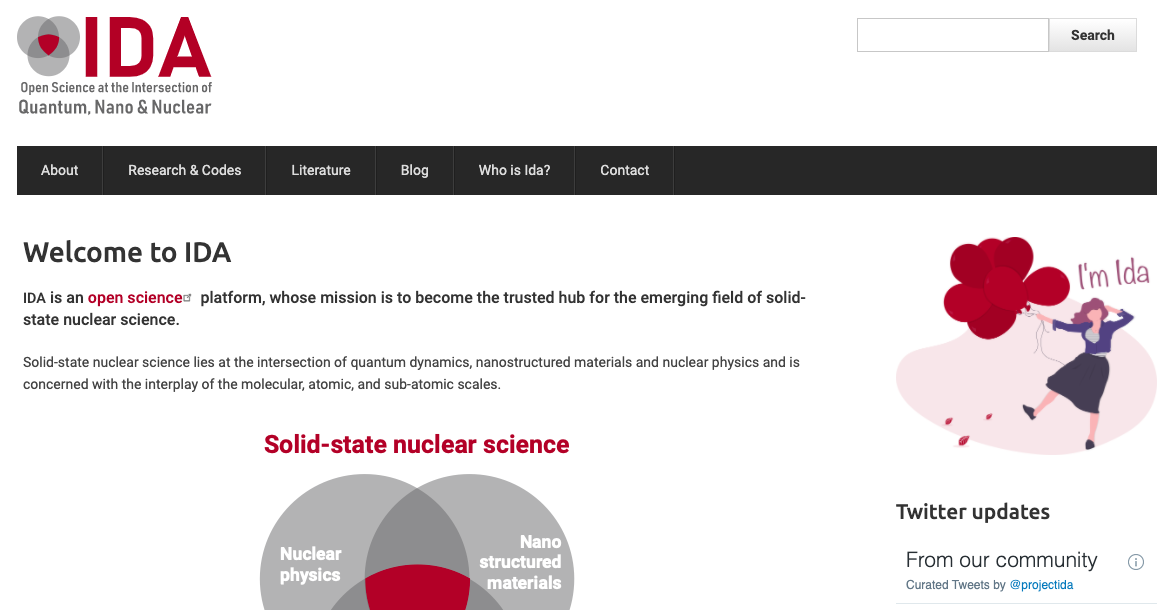 IDA
Open Science at the Intersection of
Quantum, Nano & Nuclear
Search
About
Research & Codes
Literature
Blog
Who is Ida?
Contact
Welcome to IDA
IDA is an open science platform, whose mission is to become the trusted hub for the emerging field of solid-
state nuclear science.
Solid-state nuclear science lies at the intersection of quantum dynamics, nanostructured materials and nuclear physics and is
concerned with the interplay of the molecular, atomic, and sub-atomic scales.
Solid-state nuclear science
Nuclear
physics
Nano
structured
materials
I'm Ida
Twitter updates
From our community
Curated Tweets by @projectida